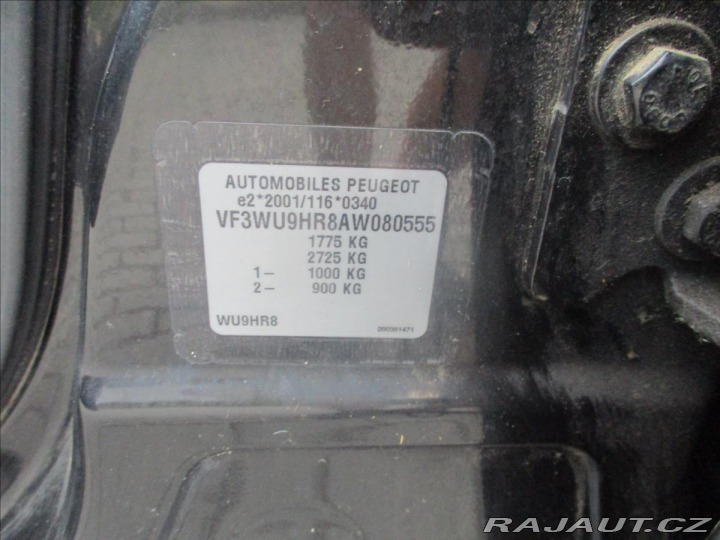 AUTOMOBILES PEUGEOT
e2*2001/116*0340
VF3WU9HR8AW080555
1775 KG
2725 KG
1– 1000 KG
2– 900 KG
WU9HR8
RAJAUT.CZ